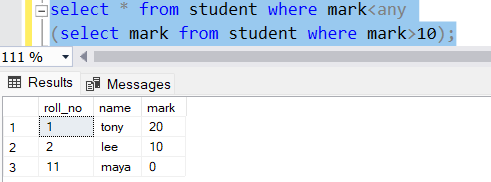 select * from student where mark<any
(select mark from student where mark>10);
111 %
Results Messages
roll_no name mark
1 1 tony 20
2 2 lee 10
3 11 maya 0